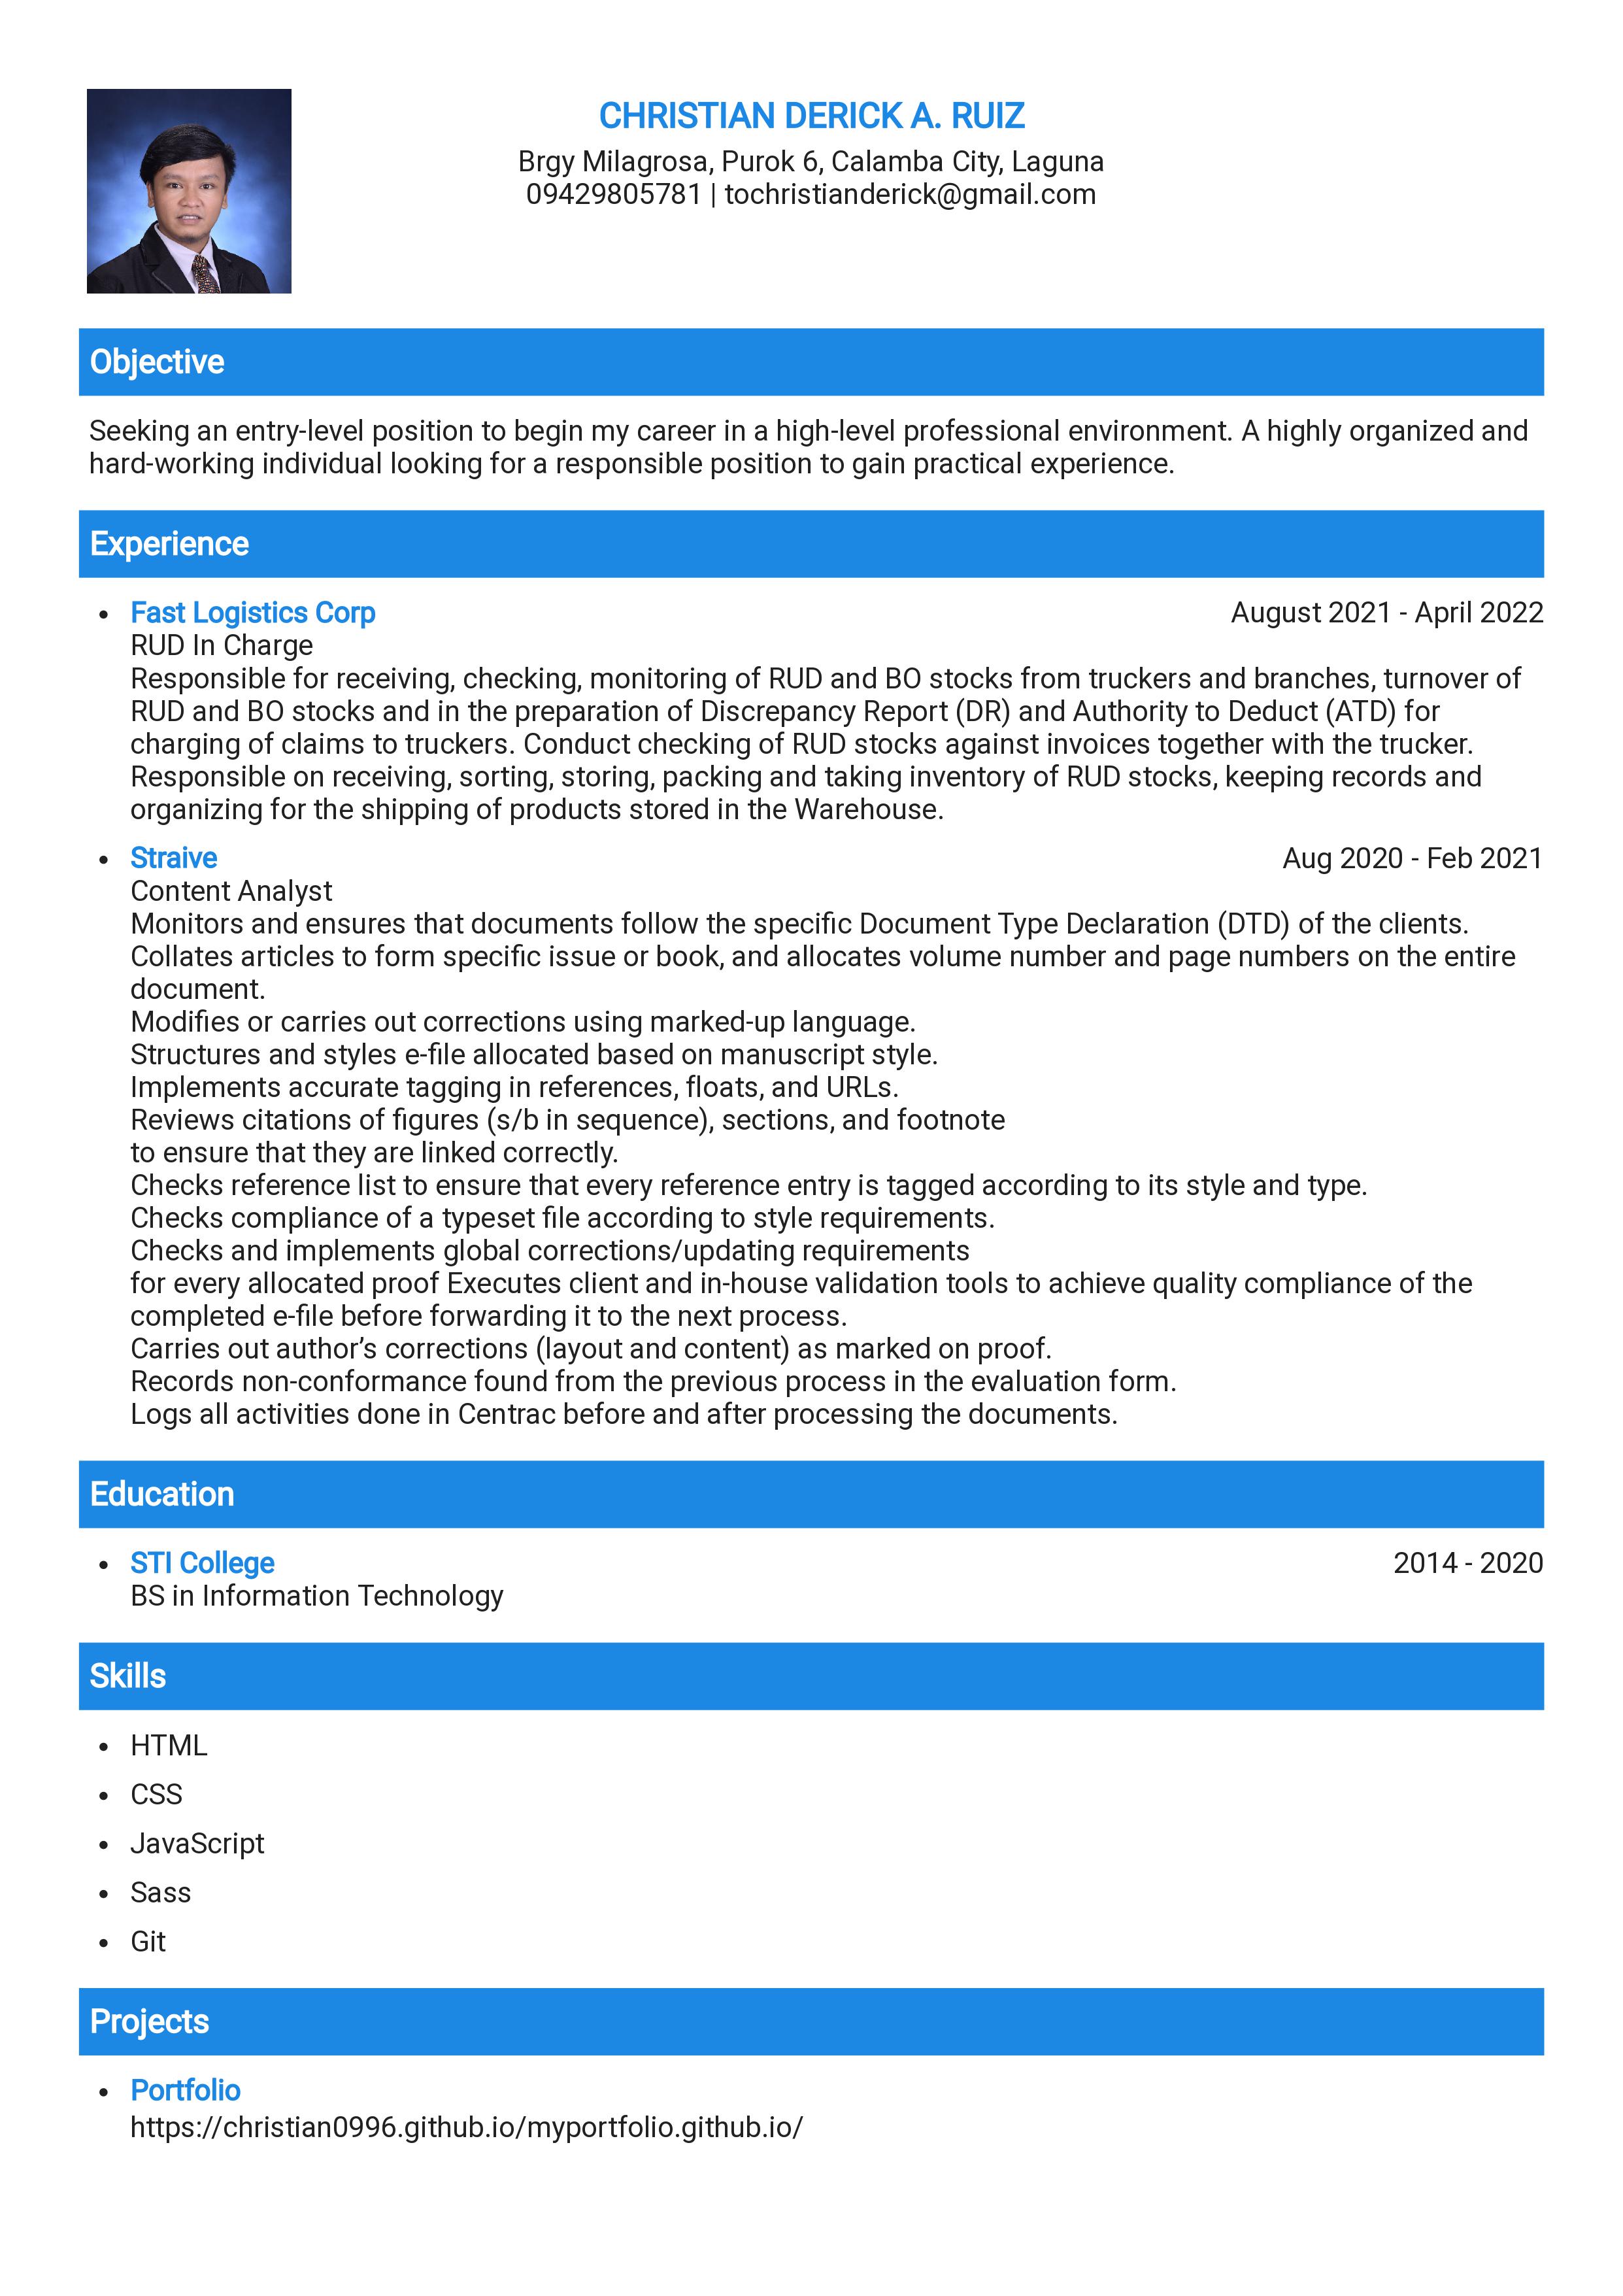 CHRISTIAN DERICK A. RUIZ
Brgy Milagrosa, Purok 6, Calamba City, Laguna
09429805781 | tochristianderick@gmail.com
Objective
Seeking an entry-level position to begin my career in a high-level professional environment. A highly organized and
hard-working individual looking for a responsible position to gain practical experience.
Experience
• Fast Logistics Corp August 2021 - April 2022
RUD In Charge
Responsible for receiving, checking, monitoring of RUD and BO stocks from truckers and branches, turnover of
RUD and BO stocks and in the preparation of Discrepancy Report (DR) and Authority to Deduct (ATD) for
charging of claims to truckers. Conduct checking of RUD stocks against invoices together with the trucker.
Responsible on receiving, sorting, storing, packing and taking inventory of RUD stocks, keeping records and
organizing for the shipping of products stored in the Warehouse.
• Straive Aug 2020 - Feb 2021
Content Analyst
Monitors and ensures that documents follow the specific Document Type Declaration (DTD) of the clients.
Collates articles to form specific issue or book, and allocates volume number and page numbers on the entire
document.
Modifies or carries out corrections using marked-up language.
Structures and styles e-file allocated based on manuscript style.
Implements accurate tagging in references, floats, and URLs.
Reviews citations of figures (s/b in sequence), sections, and footnote
to ensure that they are linked correctly.
Checks reference list to ensure that every reference entry is tagged according to its style and type.
Checks compliance of a typeset file according to style requirements.
Checks and implements global corrections/updating requirements
for every allocated proof Executes client and in-house validation tools to achieve quality compliance of the
completed e-file before forwarding it to the next process.
Carries out author’s corrections (layout and content) as marked on proof.
Records non-conformance found from the previous process in the evaluation form.
Logs all activities done in Centrac before and after processing the documents.
Education
• STI College 2014 - 2020
BS in Information Technology
Skills
• HTML
• CSS
• JavaScript
• Sass
• Git
Projects
• Portfolio
https://christian0996.github.io/myportfolio.github.io/